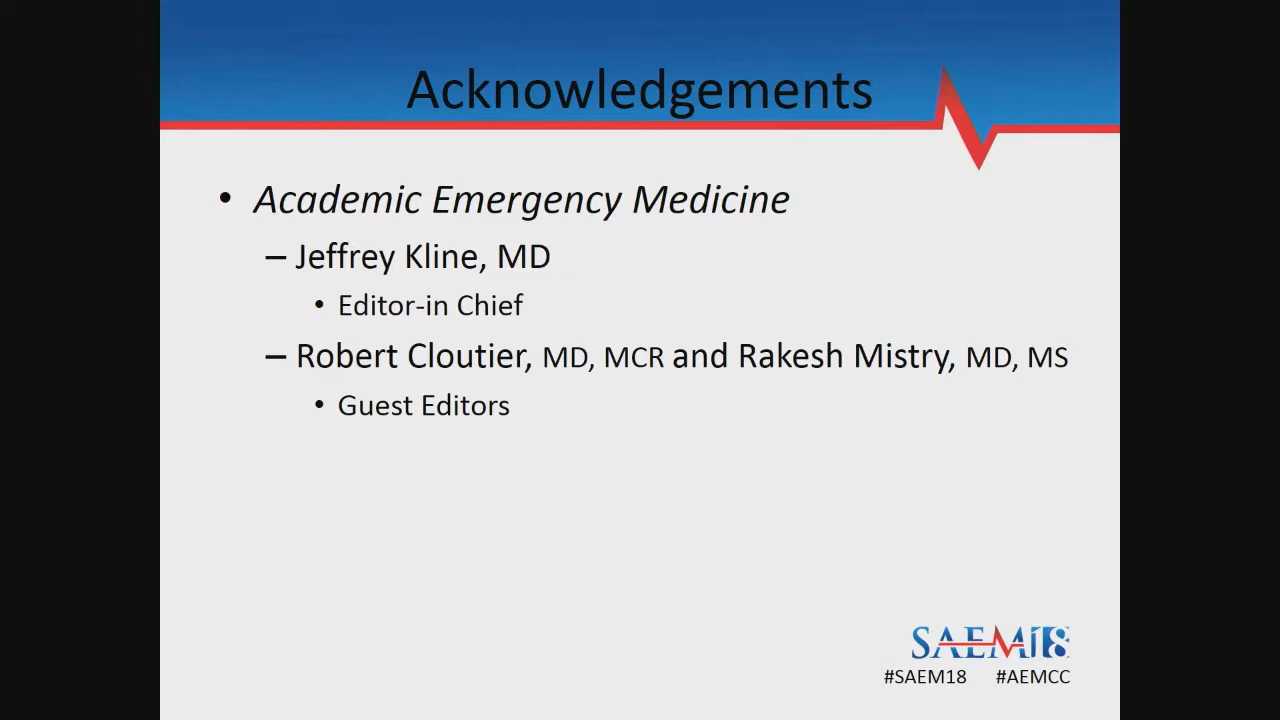 Acknowledgements
• Academic Emergency Medicine
– Jeffrey Kline, MD
• Editor-in Chief
– Robert Cloutier, MD, MCR and Rakesh Mistry, MD, MS
• Guest Editors
SAEM18
#SAEM18 #AEMCC